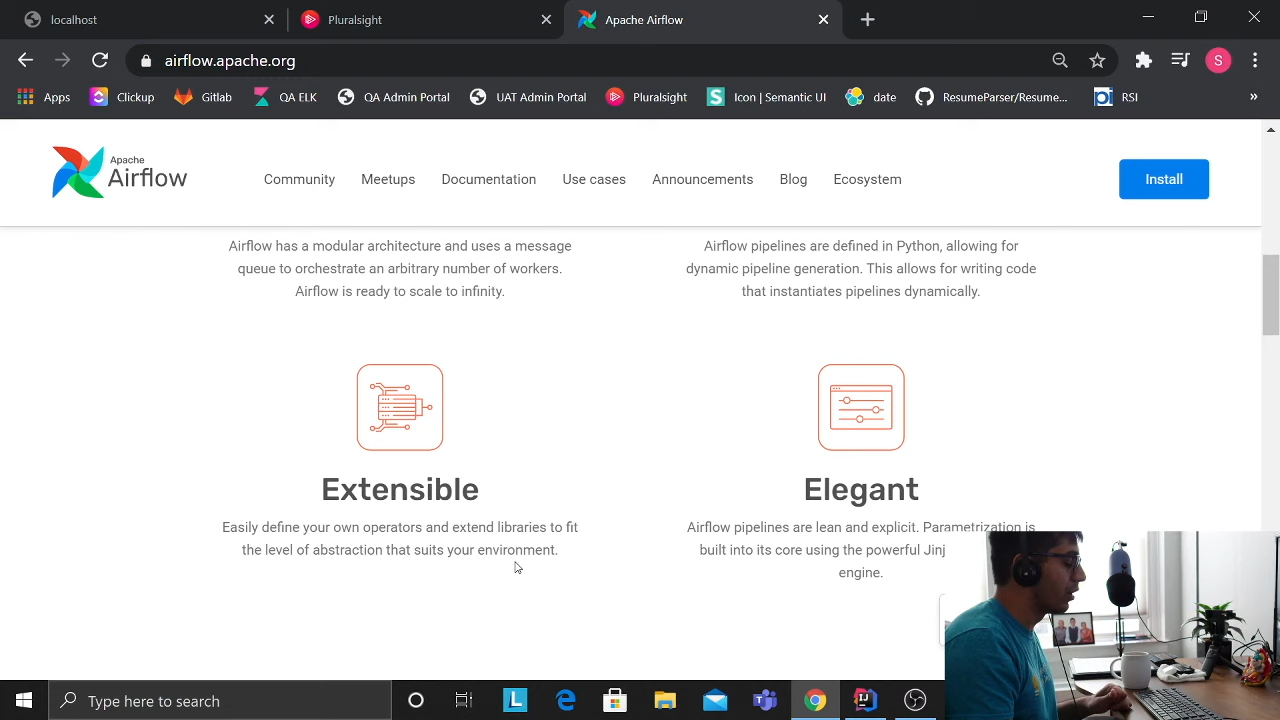 localhost
Pluralsight
Apache Airflow
airflow.apache.org
S
Apps
Clickup
Gitlab
QA ELK
QA Admin Portal
UAT Admin Portal
Pluralsight
Icon | Semantic UI
date
ResumeParser/Resume...
RSI
»
Apache
Airflow
Community
Meetups
Documentation
Use cases
Announcements
Blog
Ecosystem
Install
Airflow has a modular architecture and uses a message
queue to orchestrate an arbitrary number of workers.
Airflow is ready to scale to infinity.
Airflow pipelines are defined in Python, allowing for
dynamic pipeline generation. This allows for writing code
that instantiates pipelines dynamically.
Extensible
Easily define your own operators and extend libraries to fit
the level of abstraction that suits your environment.
Elegant
Airflow pipelines are lean and explicit. Parametrization is
built into its core using the powerful Jinj
engine.
Type here to search